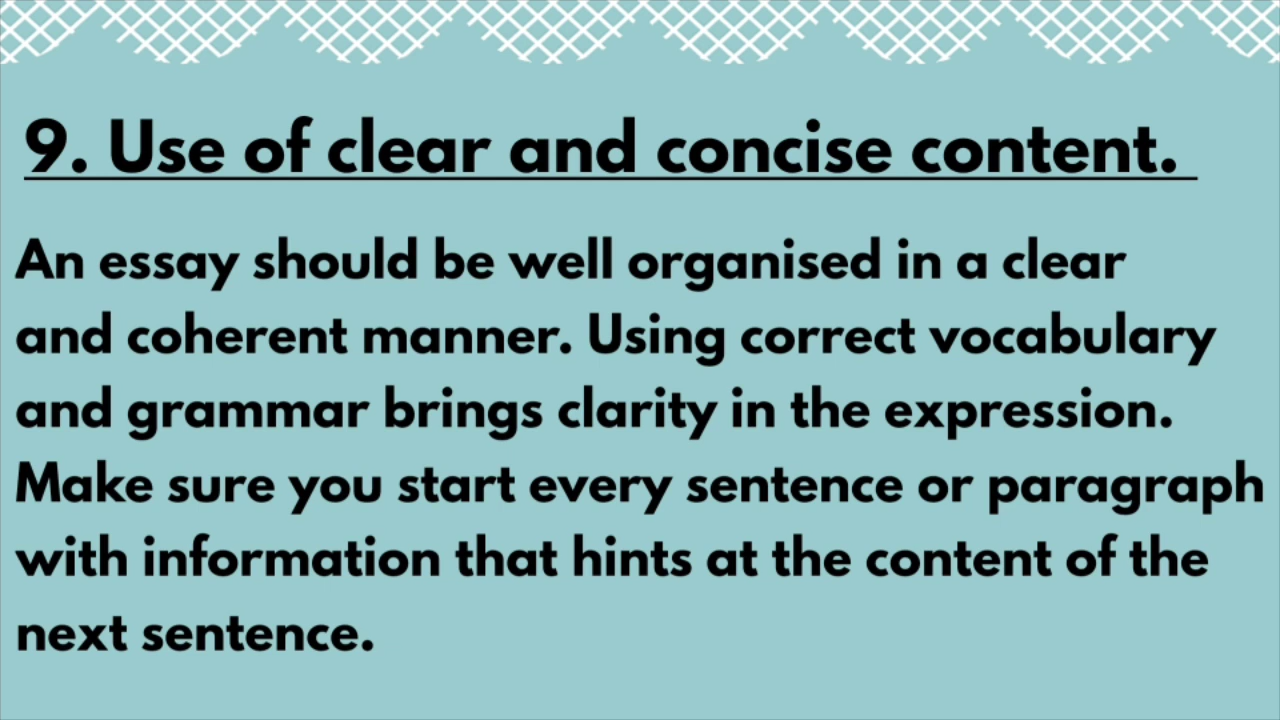 9. Use of clear and concise content.
An essay should be well organised in a clear
and coherent manner. Using correct vocabulary
and grammar brings clarity in the expression.
Make sure you start every sentence or paragraph
with information that hints at the content of the
next sentence.